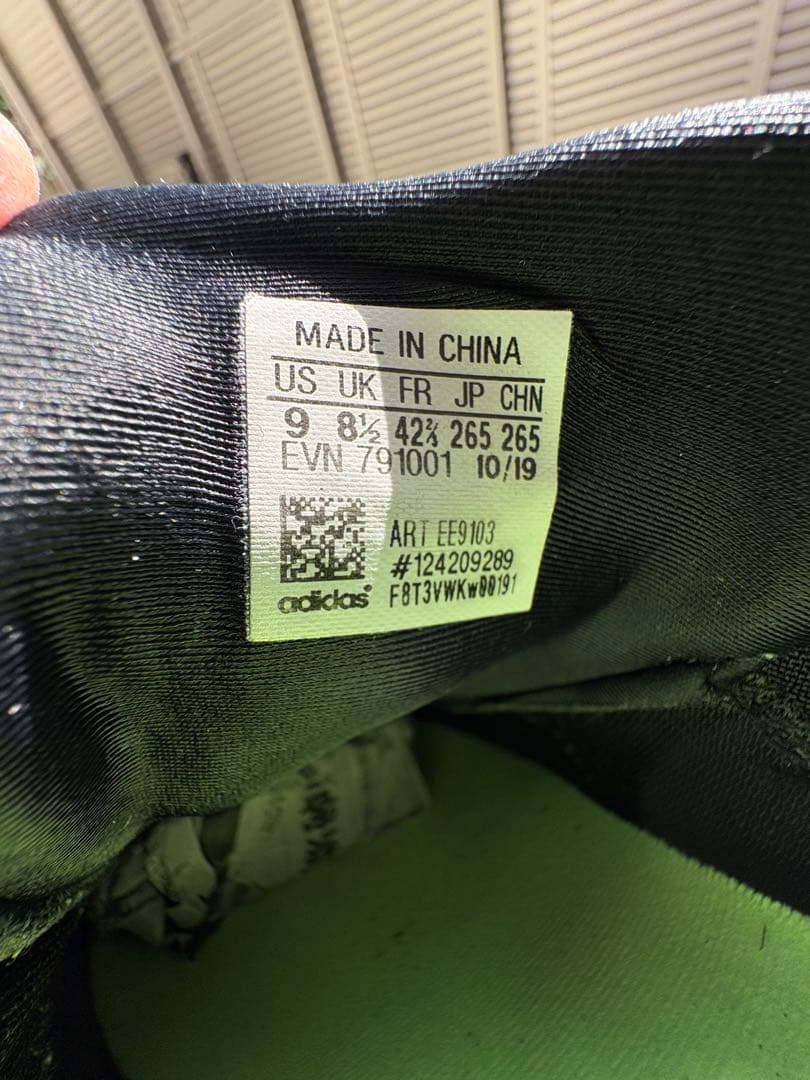 MADE IN CHINA
US UK FR JP CHN
9 8½ 42⅔ 265 265
EVN 791001 10/19
ART EE9103
#124209289
F8T3VWKW00191
adidas